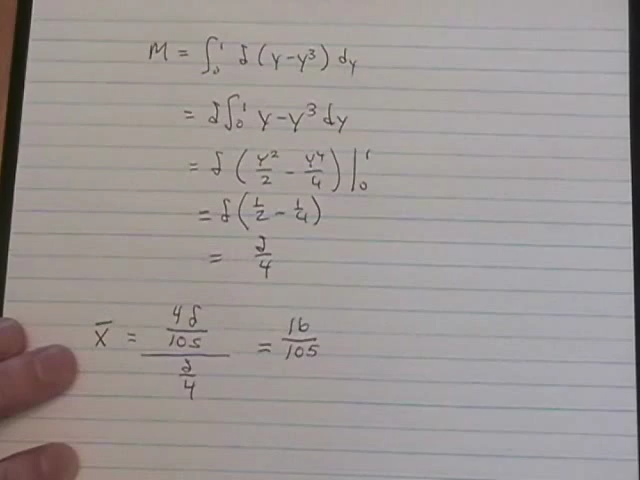 M = ∫₀¹ δ (y-y³) dy
= δ∫₀¹ y-y³ dy
= δ (y²/2 - y⁴/4) |₀¹
= δ(1/2 - 1/4)
= δ/4
x̄ = (4δ/105)/(δ/4) = 16/105